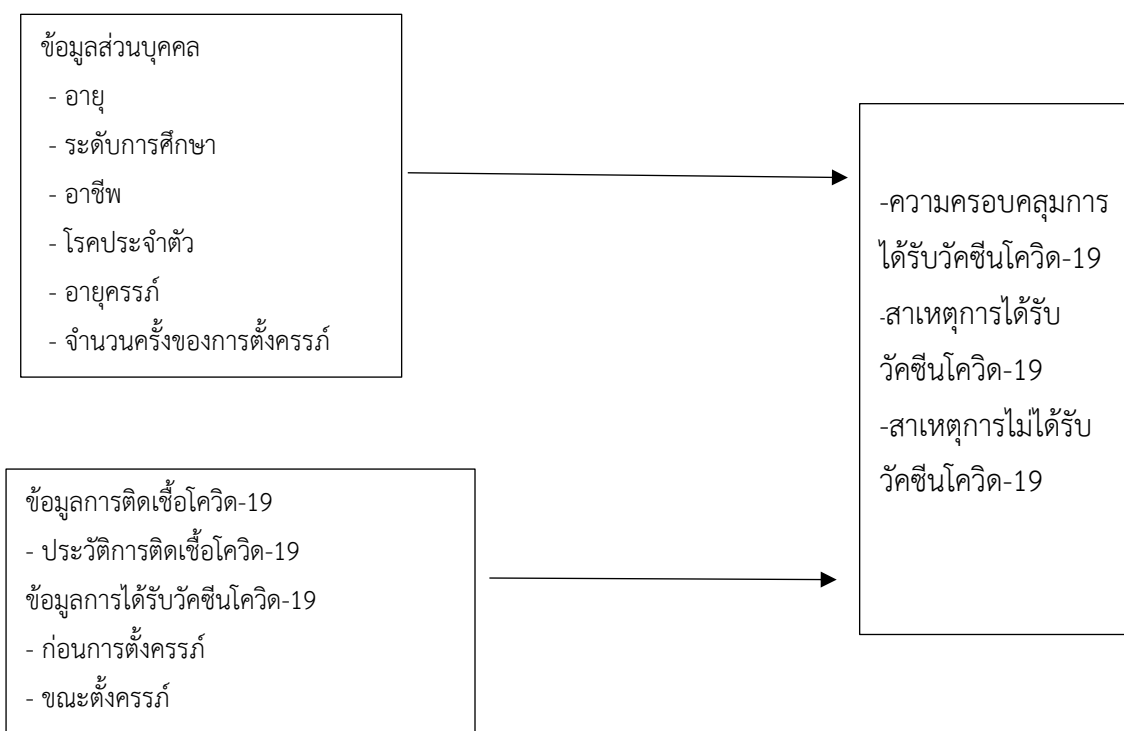 ข้อมูลส่วนบุคคล
- อายุ
- ระดับการศึกษา
- อาชีพ
- โรคประจำตัว
- อายุครรภ์
- จำนวนครั้งของการตั้งครรภ์
ข้อมูลการติดเชื้อโควิด-19
- ประวัติการติดเชื้อโควิด-19
ข้อมูลการได้รับวัคซีนโควิด-19
- ก่อนการตั้งครรภ์
- ขณะตั้งครรภ์
-ความครอบคลุมการ
ได้รับวัคซีนโควิด-19
-สาเหตุการได้รับ
วัคซีนโควิด-19
-สาเหตุการไม่ได้รับ
วัคซีนโควิด-19